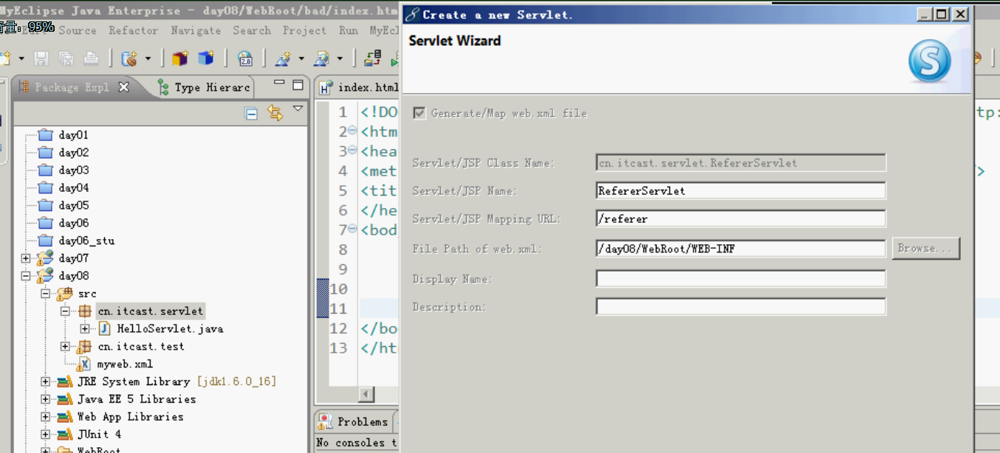 MyEclipse Java Enterprise - day08/WebRoot/bad/index.htm
音量: 95%
Source Refactor Navigate Search Project Run MyEcl
Package Expl
Type Hierarc
day01
day02
day03
day04
day05
day06
day06_stu
day07
day08
src
cn.itcast.servlet
HelloServlet.java
cn.itcast.test
myweb.xml
JRE System Library [jdk1.6.0_16]
Java EE 5 Libraries
Web App Libraries
JUnit 4
WebRoot
index.html
1 <!DO
2 <htm
3 <hea
4 <met
5 <tit
6 </he
7 <bod
8
9
10
11
12 </bo
13 </ht
tp:
/>
Problems
No consoles t
Create a new Servlet.
Servlet Wizard
Generate/Map web.xml file
Servlet/JSP Class Name: cn.itcast.servlet.RefererServlet
Servlet/JSP Name: RefererServlet
Servlet/JSP Mapping URL: /referer
File Path of web.xml: /day08/WebRoot/WEB-INF Browse...
Display Name:
Description: